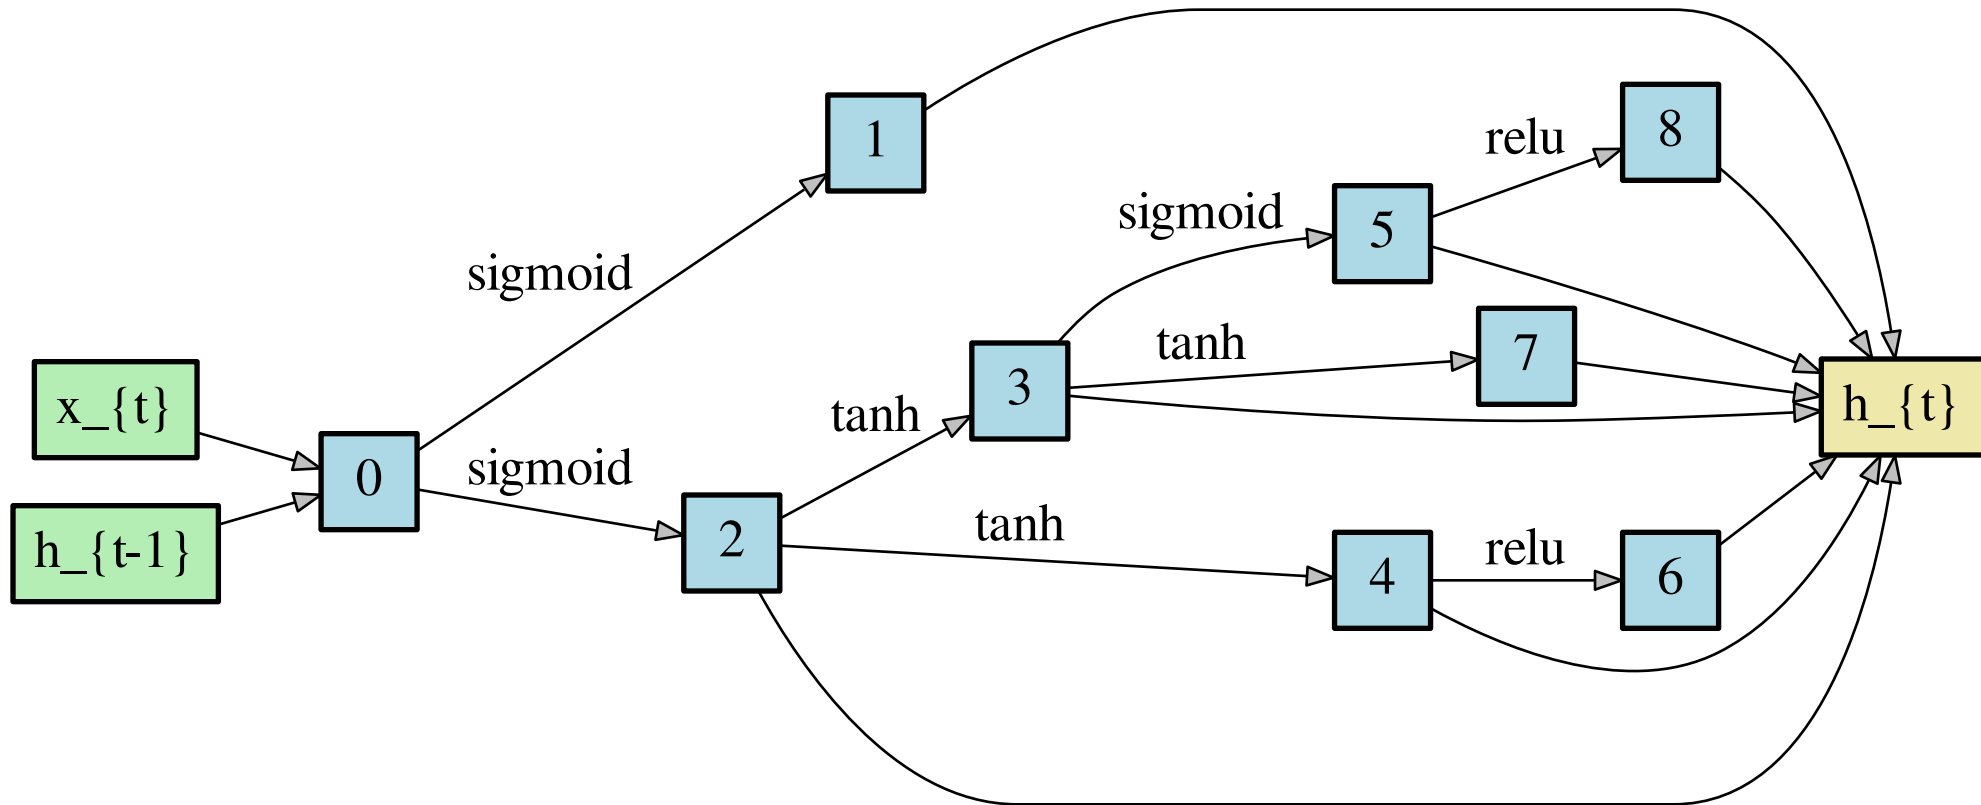 1
8
relu
sigmoid
5
sigmoid
tanh
7
3
x_{t}
tanh
h_{t}
0
sigmoid
2
tanh
h_{t-1}
4
relu
6